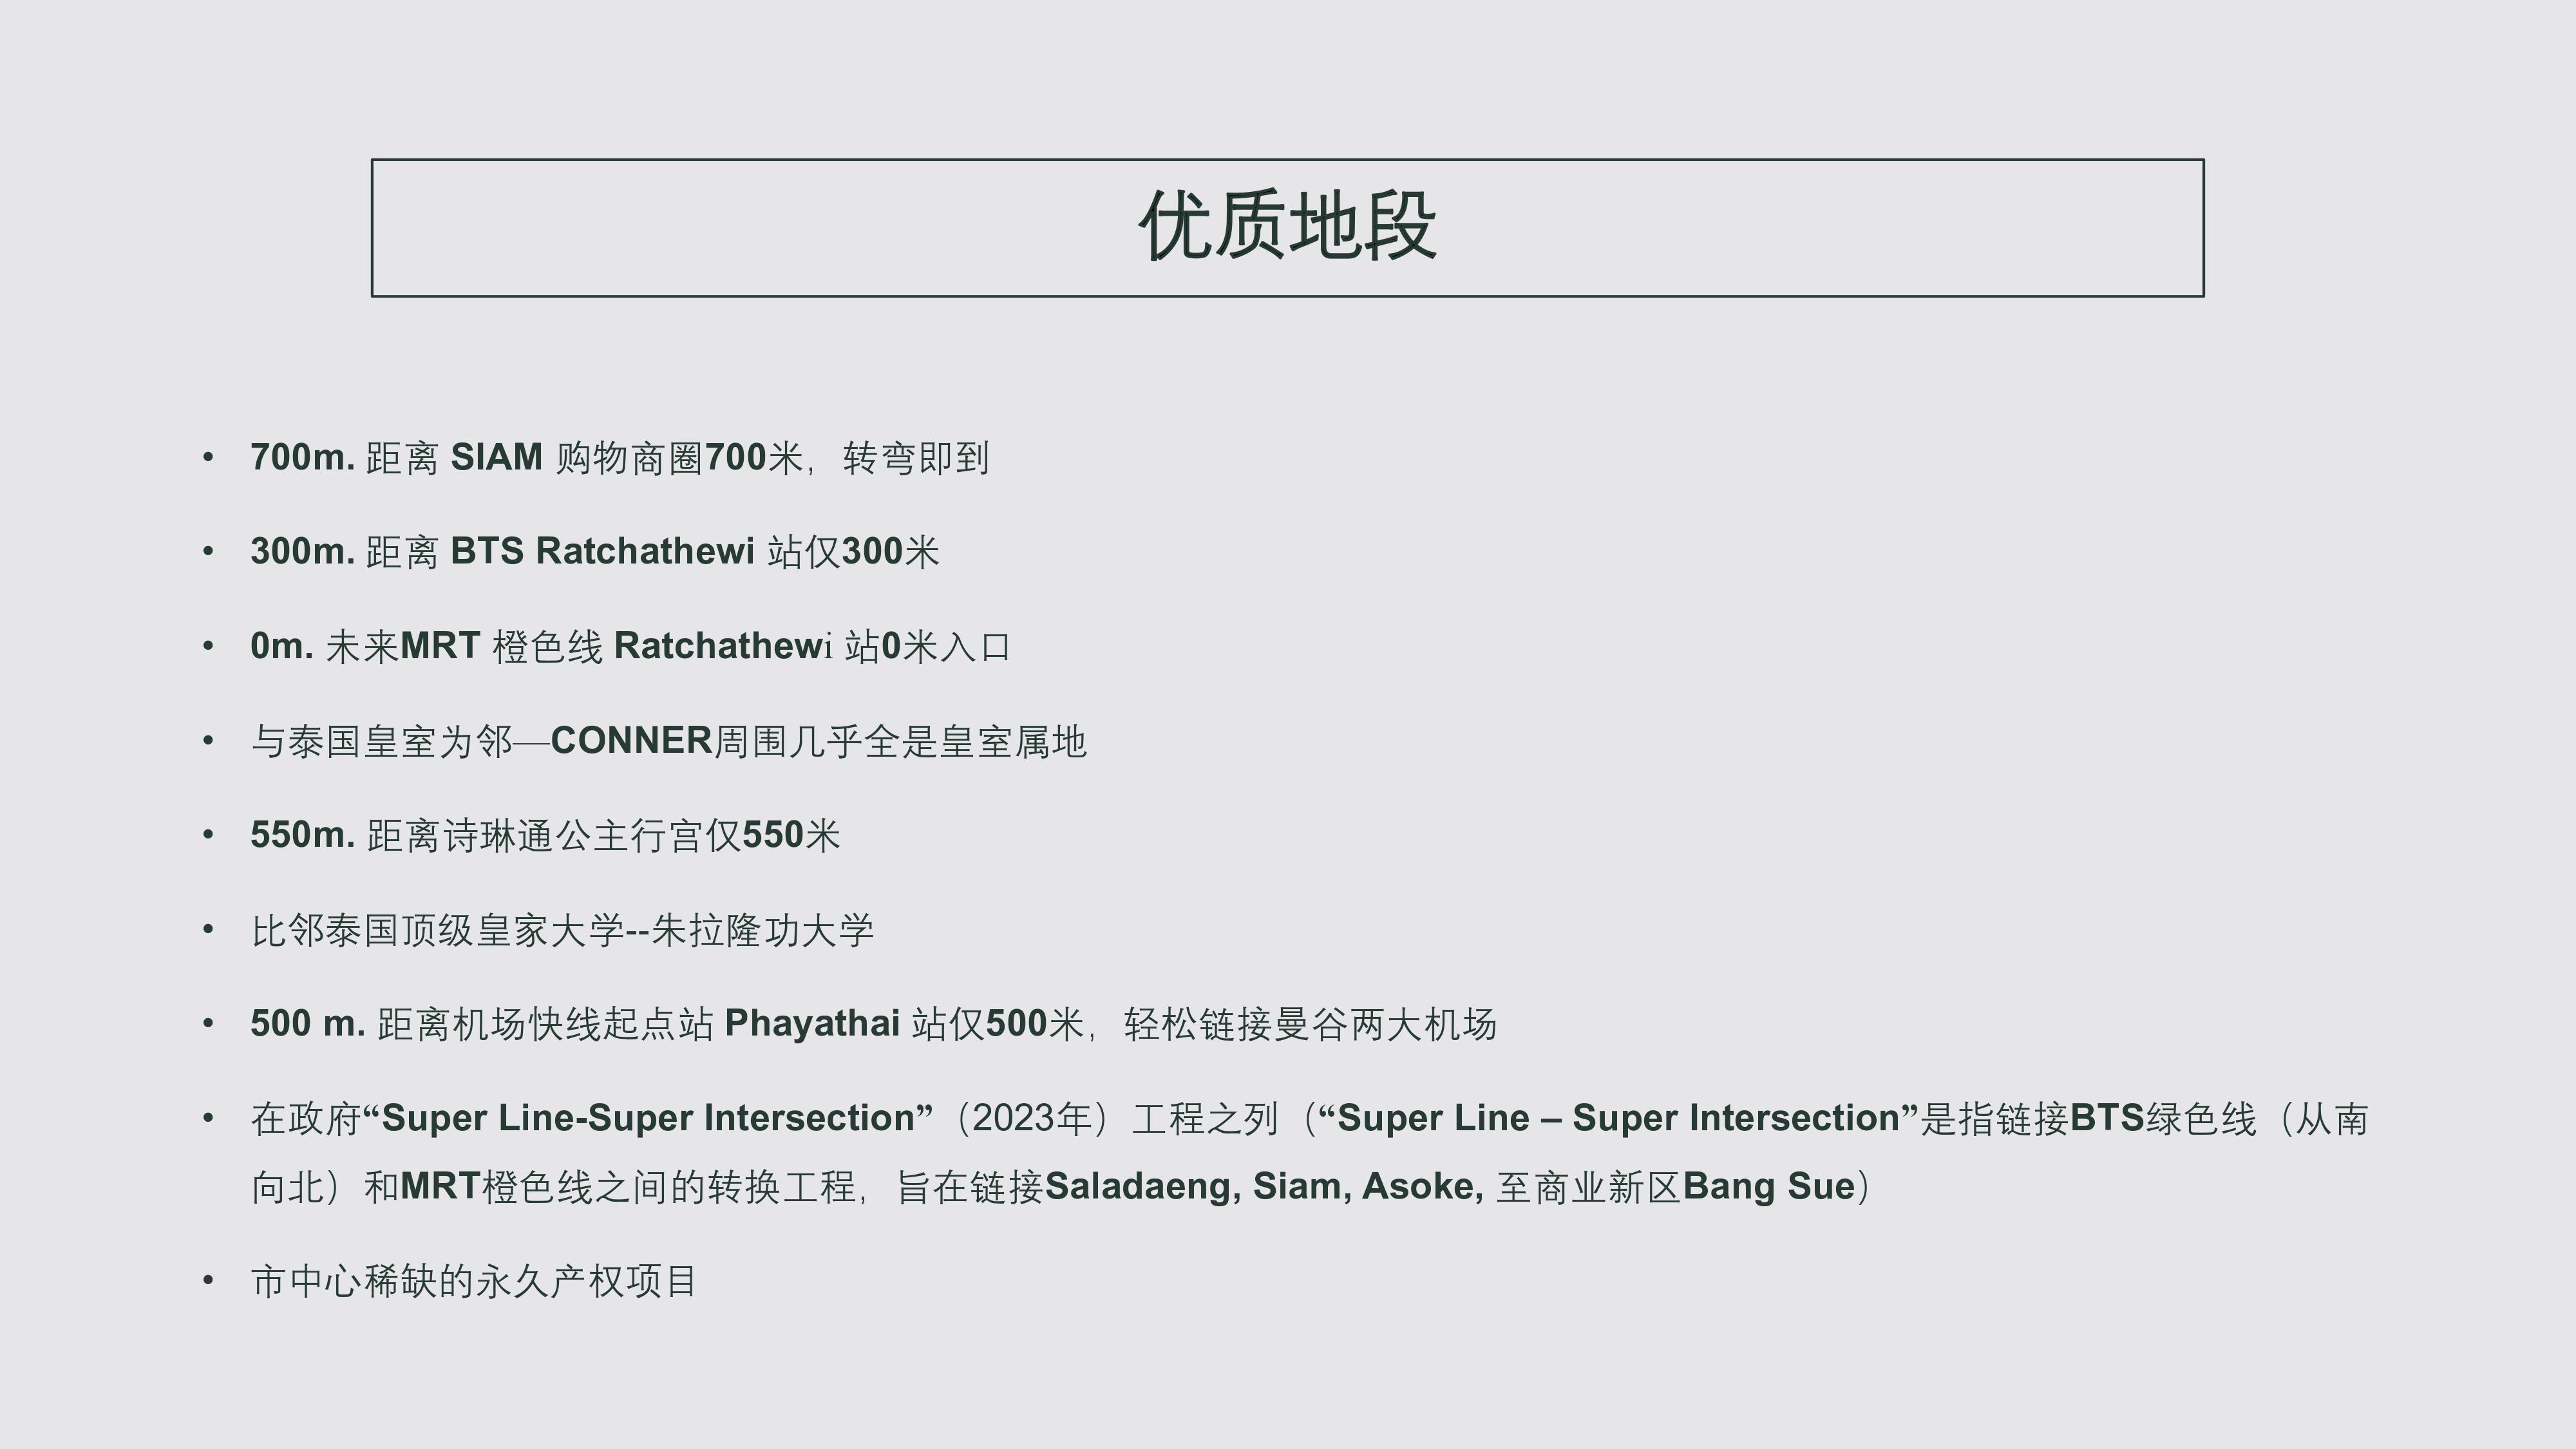 优质地段
• 700m. 距离 SIAM 购物商圈700米，转弯即到
• 300m. 距离 BTS Ratchathewi 站仅300米
• 0m. 未来MRT 橙色线 Ratchathewi 站0米入口
• 与泰国皇室为邻—CONNER周围几乎全是皇室属地
• 550m. 距离诗琳通公主行宫仅550米
• 比邻泰国顶级皇家大学--朱拉隆功大学
• 500 m. 距离机场快线起点站 Phayathai 站仅500米，轻松链接曼谷两大机场
• 在政府“Super Line-Super Intersection”（2023年）工程之列（“Super Line – Super Intersection”是指链接BTS绿色线（从南
向北）和MRT橙色线之间的转换工程，旨在链接Saladaeng, Siam, Asoke, 至商业新区Bang Sue）
• 市中心稀缺的永久产权项目